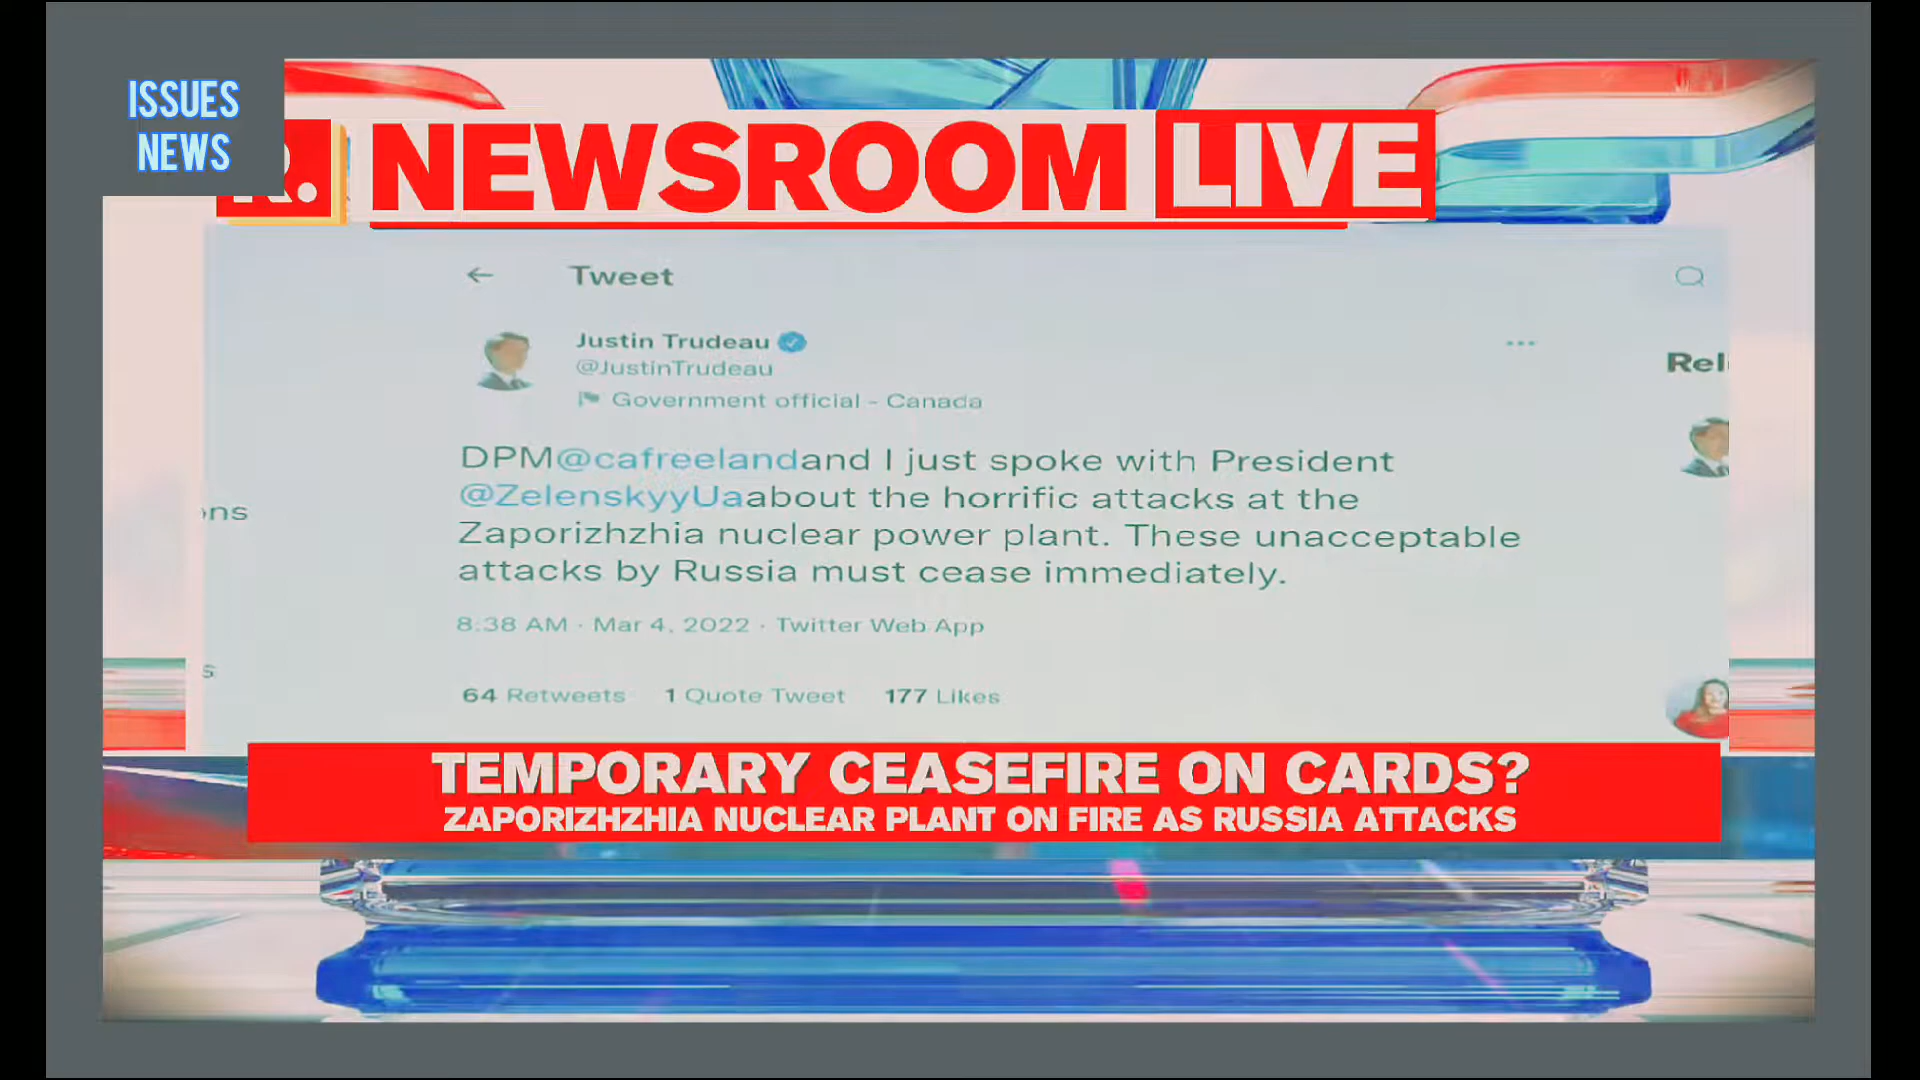 ISSUES
NEWS
R. NEWSROOM LIVE
Tweet
Justin Trudeau
@JustinTrudeau
Government official - Canada
Rel
DPM@cafreelandand I just spoke with President
@ZelenskyyUaabout the horrific attacks at the
ons
Zaporizhzhia nuclear power plant. These unacceptable
attacks by Russia must cease immediately.
8:38 AM · Mar 4, 2022 · Twitter Web App
s
64 Retweets 1 Quote Tweet 177 Likes
TEMPORARY CEASEFIRE ON CARDS?
ZAPORIZHZHIA NUCLEAR PLANT ON FIRE AS RUSSIA ATTACKS